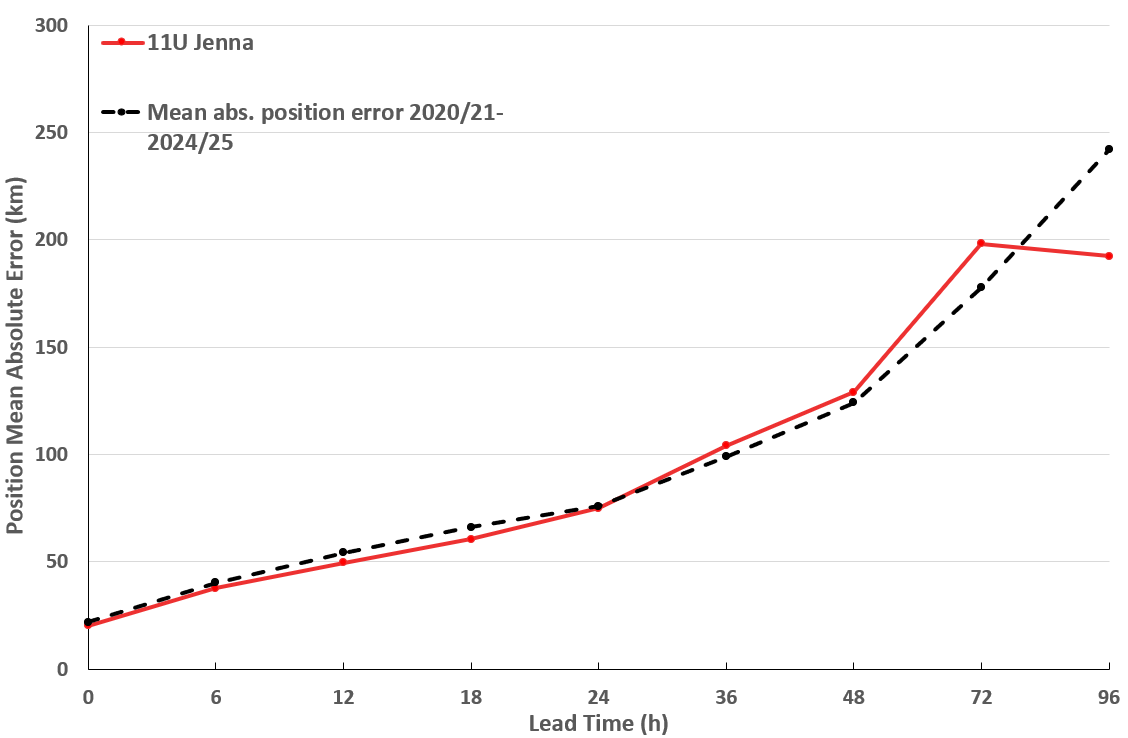 300
11U Jenna
Mean abs. position error 2020/21-
2024/25
250
200
150
100
50
0
Position Mean Absolute Error (km)
0 6 12 18 24 36 48 72 96
Lead Time (h)